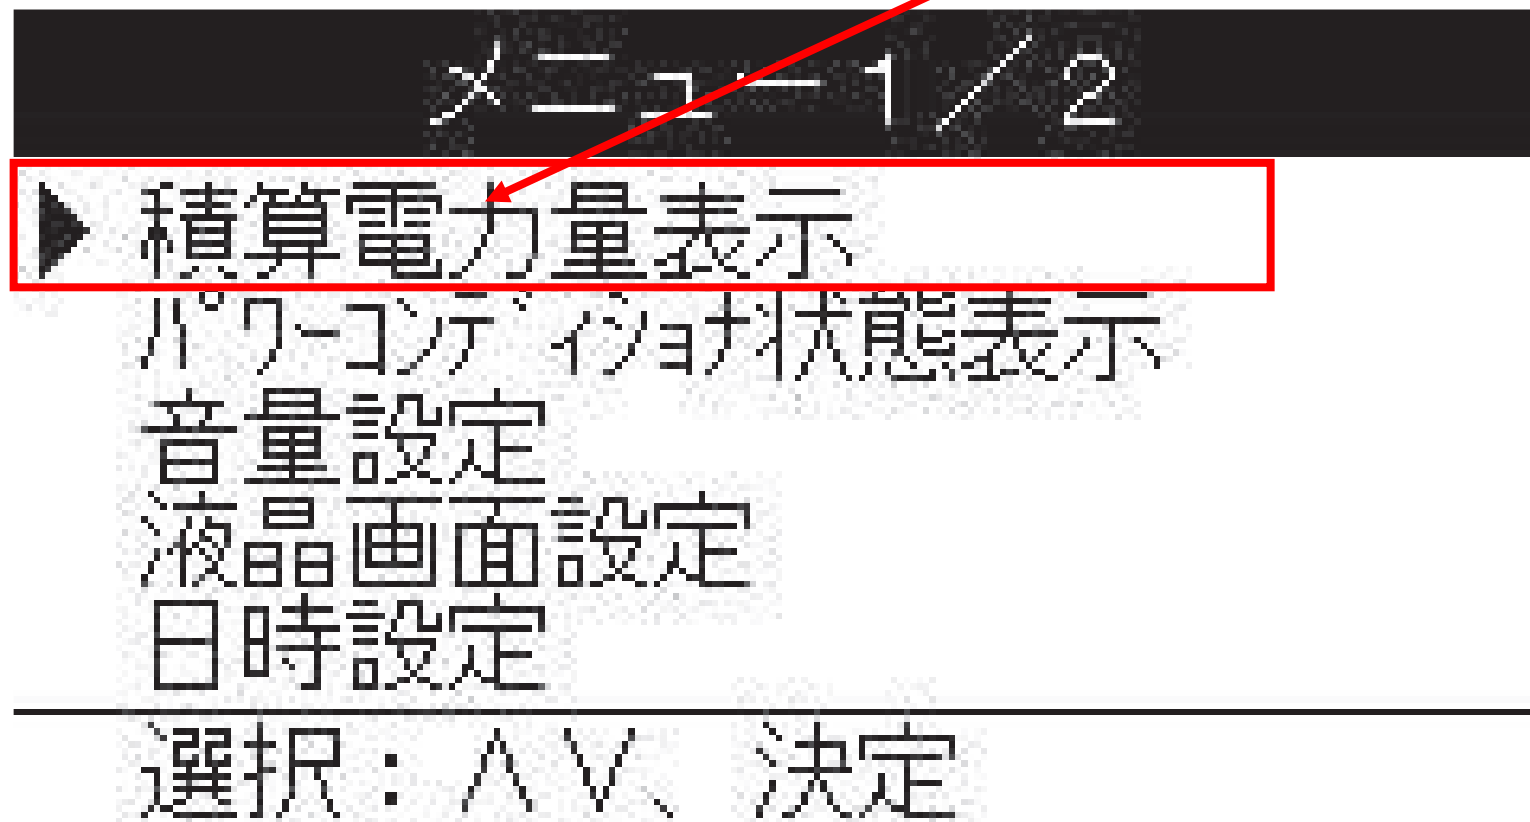 メニュー1/2
▶ 積算電力量表示
パワーコンディショナ状態表示
音量設定
液晶画面設定
日時設定
選択:∧∨、 決定